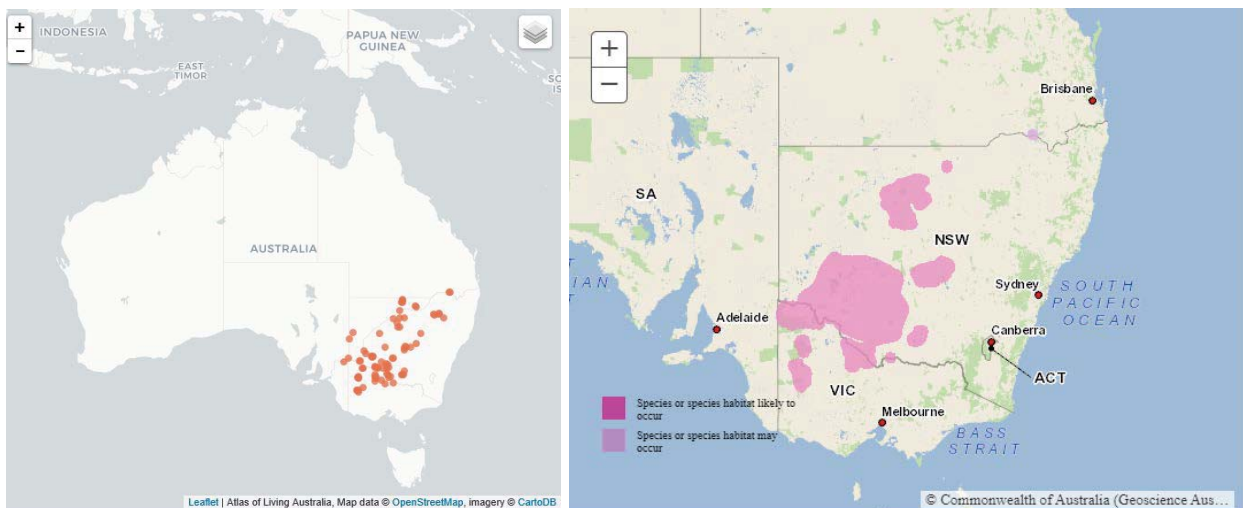 +
−
INDONESIA
PAPUA NEW
GUINEA
EAST
TIMOR
AUSTRALIA
Leaflet | Atlas of Living Australia, Map data © OpenStreetMap, imagery © CartoDB
+
−
Brisbane
SA
NSW
Sydney
SOUTH
PACIFIC
OCEAN
Adelaide
Canberra
ACT
VIC
Melbourne
BASS
STRAIT
Species or species habitat likely to
occur
Species or species habitat may
occur
© Commonwealth of Australia (Geoscience Aus…